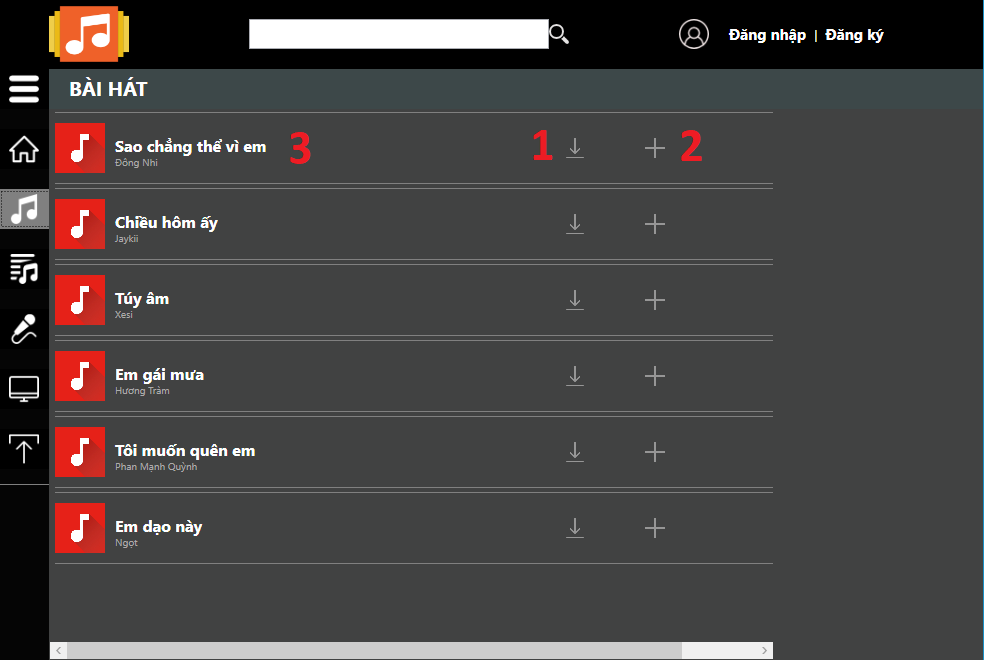 Đăng nhập | Đăng ký
BÀI HÁT
Sao chẳng thể vì em 3 1 2
Đông Nhi
Chiều hôm ấy
Jaykii
Túy âm
Xesi
Em gái mưa
Hương Tràm
Tôi muốn quên em
Phan Mạnh Quỳnh
Em dạo này
Ngọt